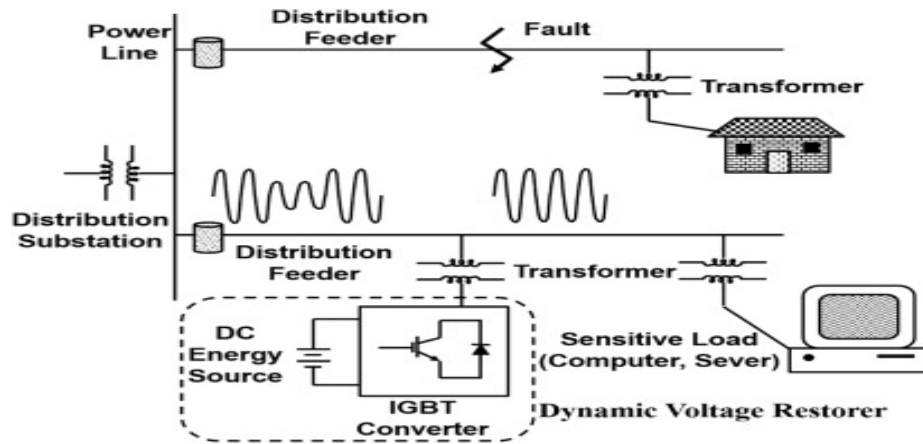 Power
Line
Distribution
Feeder
Fault
Transformer
Distribution
Substation
Distribution
Feeder
Transformer
DC
Energy
Source
IGBT
Converter
Sensitive Load
(Computer, Sever)
Dynamic Voltage Restorer